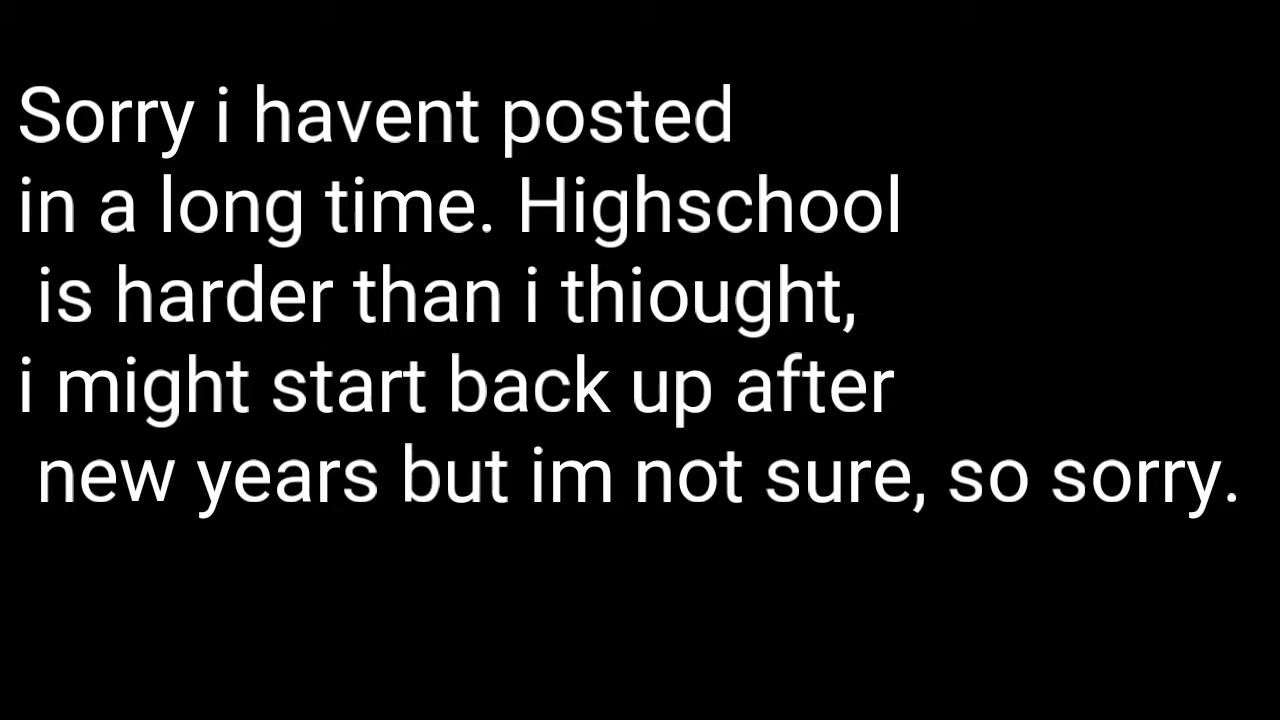 Sorry i havent posted
in a long time. Highschool
is harder than i thiought,
i might start back up after
new years but im not sure, so sorry.